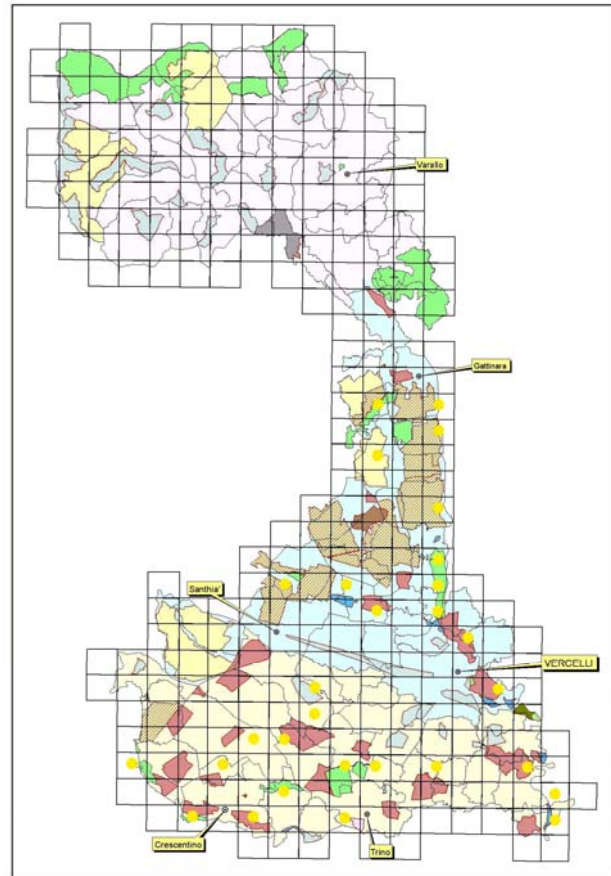 Varallo
Gattinara
Santhia'
VERCELLI
Crescentino
Trino